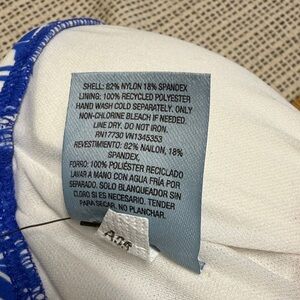 SHELL: 82% NYLON 18% SPANDEX
LINING: 100% RECYCLED POLYESTER
HAND WASH COLD SEPARATELY. ONLY
NON-CHLORINE BLEACH IF NEEDED.
LINE DRY. DO NOT IRON.
RN17730 VN1345353
REVESTIMIENTO: 82% NAILON, 18%
SPANDEX,
FORRO: 100% POLIÉSTER RECICLADO
LAVAR A MANO CON AGUA FRIA POR
SEPARADO. SOLO BLANQUEADOR SIN
CLORO SI ES NECESARIO. TENDER
PARA SECAR. NO PLANCHAR.